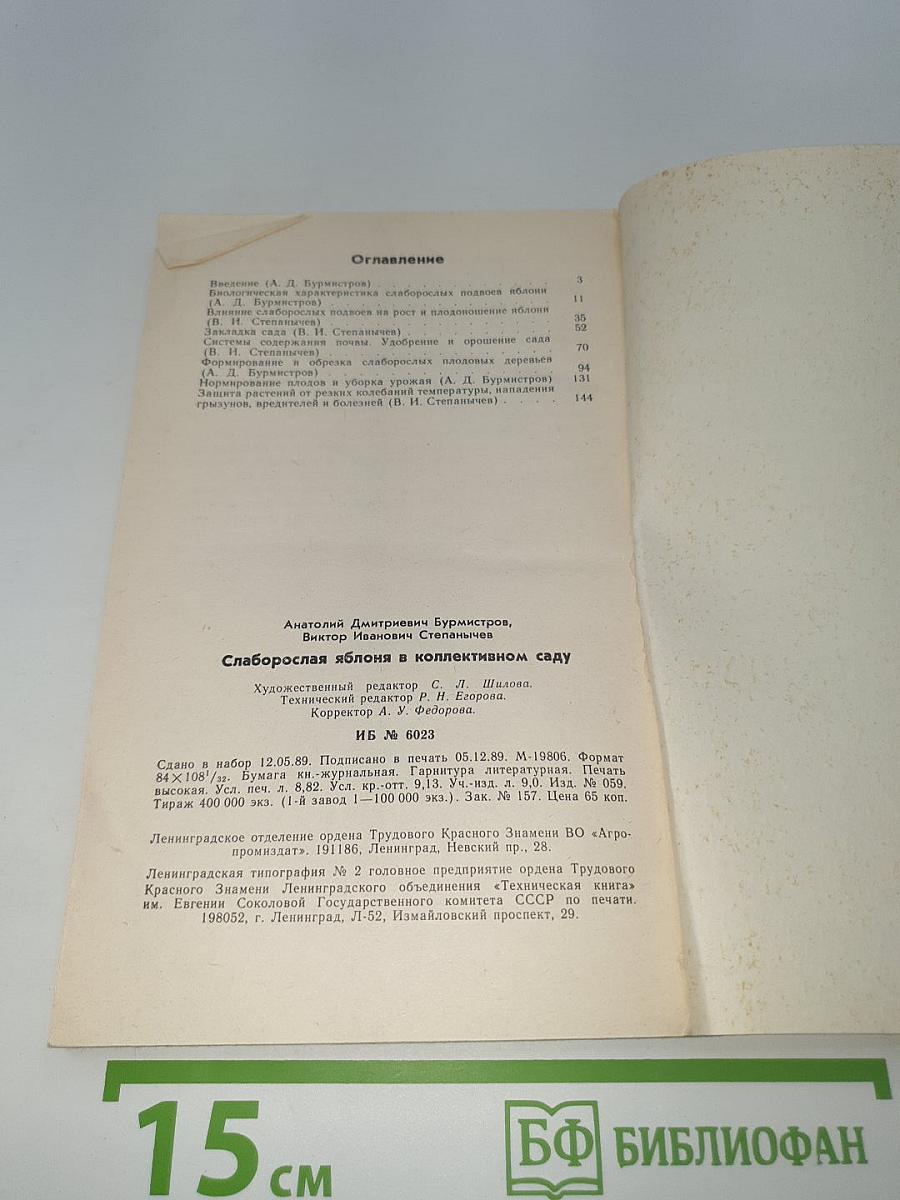 Оглавление
Введение (А. Д. Бурмистров) . . . . . . . . . . 3
Биологическая характеристика слаборослых подвоев яблони
(А. Д. Бурмистров) . . . . . . . . . . . . 11
Влияние слаборослых подвоев на рост и плодоношение яблони
(В. И. Степанычев) . . . . . . . . . . . . 35
Закладка сада (В. И. Степанычев) . . . . . . . . 52
Системы содержания почвы. Удобрение и орошение сада
(В. И. Степанычев) . . . . . . . . . . . . 70
Формирование и обрезка слаборослых плодовых деревьев
(А. Д. Бурмистров) . . . . . . . . . . . . 94
Нормирование плодов и уборка урожая (А. Д. Бурмистров) 131
Защита растений от резких колебаний температуры, нападения
грызунов, вредителей и болезней (В. И. Степанычев) . . . . 144
Анатолий Дмитриевич Бурмистров,
Виктор Иванович Степанычев
Слаборослая яблоня в коллективном саду
Художественный редактор С. Л. Шилова.
Технический редактор Р. Н. Егорова.
Корректор А. У. Федорова.
ИБ № 6023
Сдано в набор 12.05.89. Подписано в печать 05.12.89. М-19806. Формат
84×108¹/₃₂. Бумага кн.-журнальная. Гарнитура литературная. Печать
высокая. Усл. печ. л. 8,82. Усл. кр.-отт. 9,13. Уч.-изд. л. 9,0. Изд. № 059.
Тираж 400 000 экз. (1-й завод 1—100 000 экз.). Зак. № 157. Цена 65 коп.
Ленинградское отделение ордена Трудового Красного Знамени ВО «Агро-
промиздат». 191186, Ленинград, Невский пр., 28.
Ленинградская типография № 2 головное предприятие ордена Трудового
Красного Знамени Ленинградского объединения «Техническая книга»
им. Евгении Соколовой Государственного комитета СССР по печати.
198052, г. Ленинград, Л-52, Измайловский проспект, 29.
15 см
БФ БИБЛИОФАН